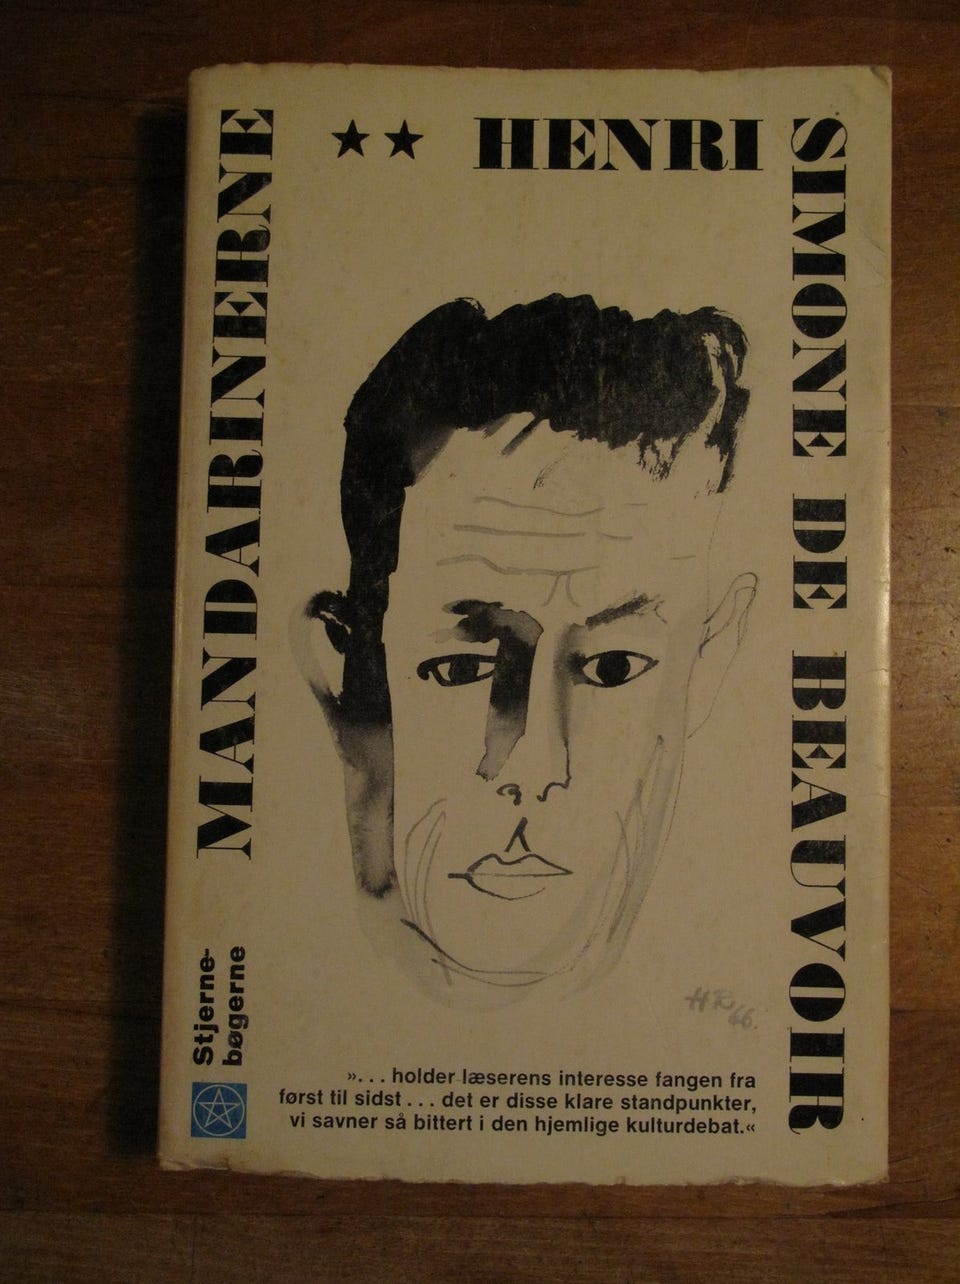 MANDARINERNE
★★ HENRI
SIMONE DE BEAUVOIR
HR 66.
Stjerne-
bøgerne
»... holder læserens interesse fangen fra
først til sidst... det er disse klare standpunkter,
vi savner så bittert i den hjemlige kulturdebat.«